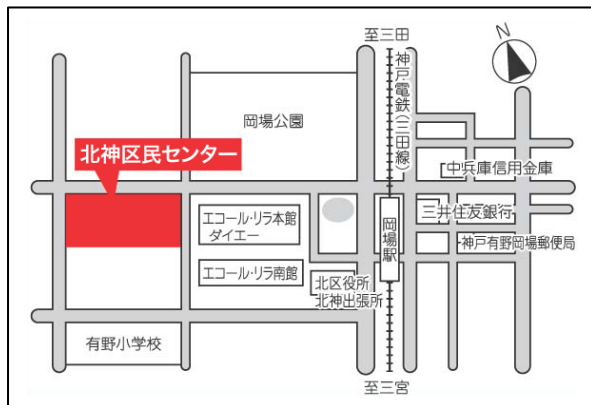 至三田
N
神戸電鉄(三田線)
岡場公園
北神区民センター
中兵庫信用金庫
エコール・リラ本館
ダイエー
三井住友銀行
岡場駅
神戸有野岡場郵便局
エコール・リラ南館
北区役所
北神出張所
有野小学校
至三宮